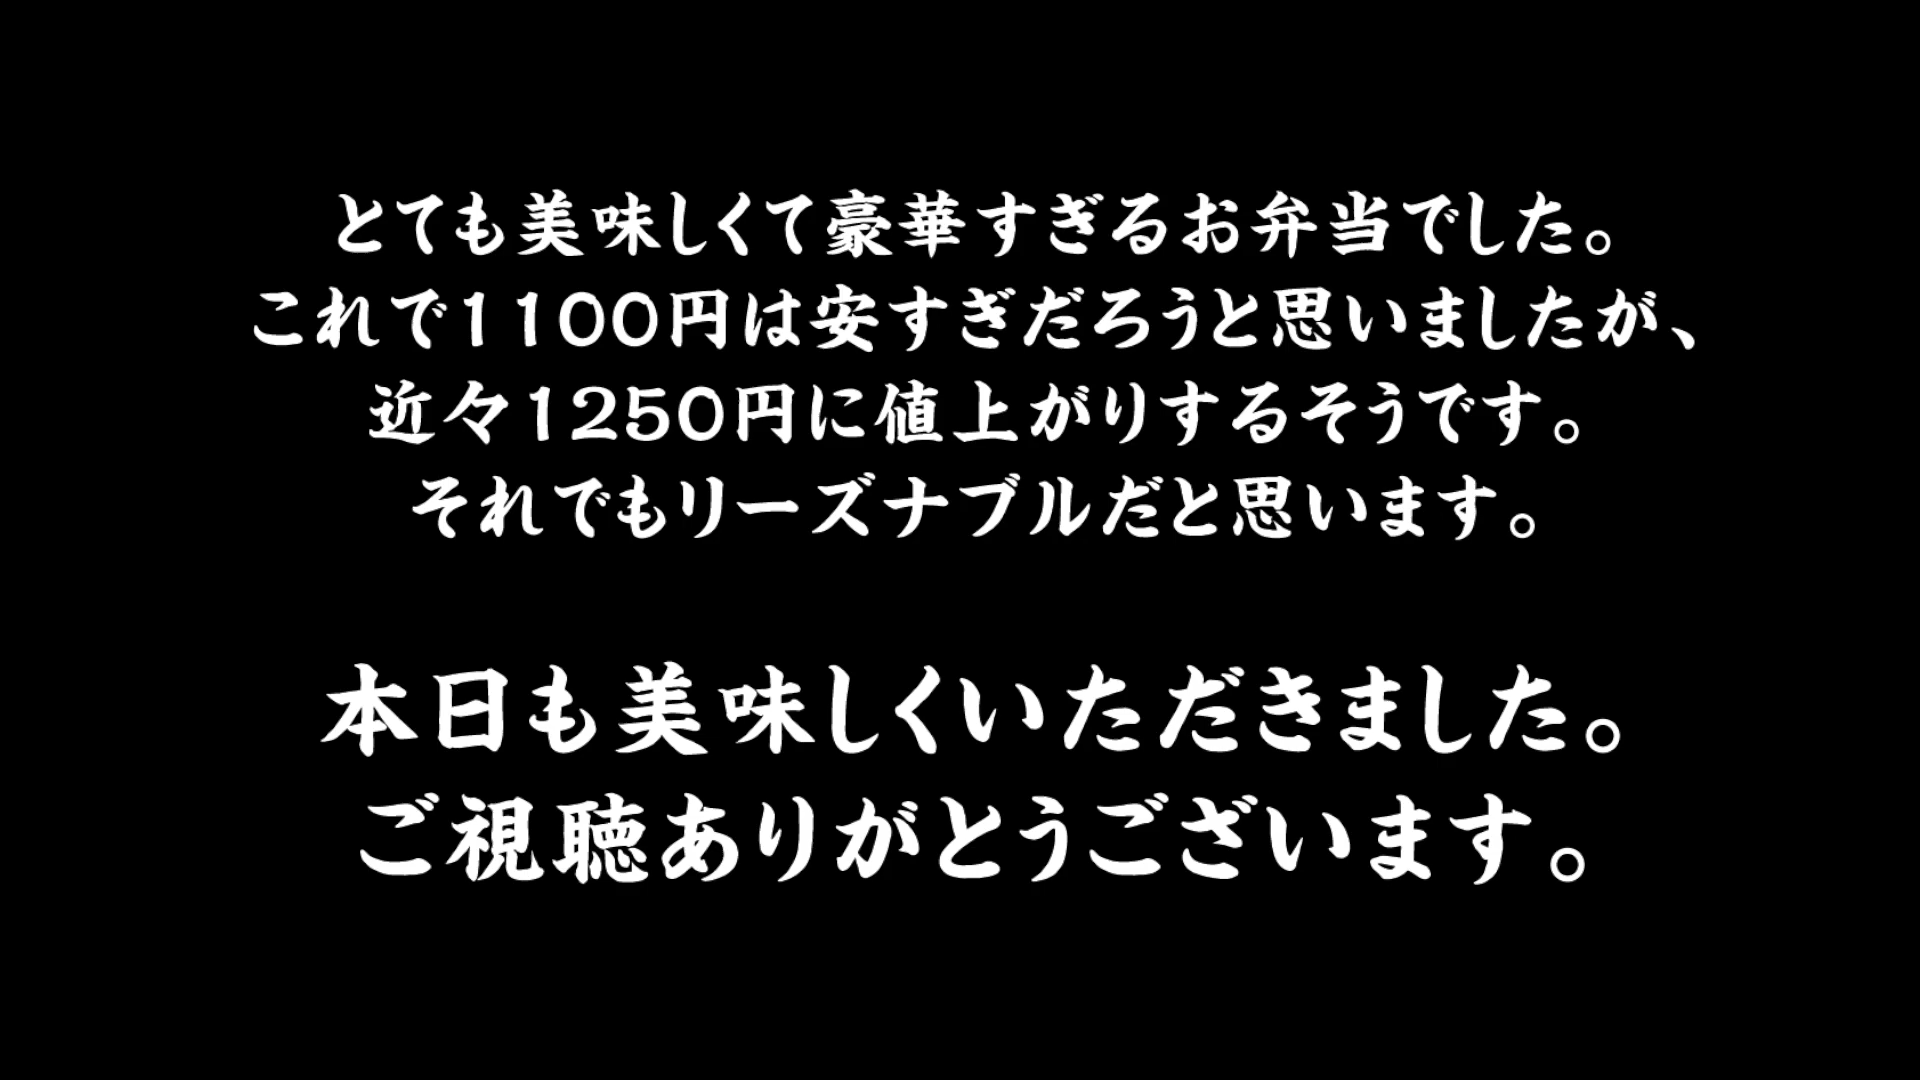 とても美味しくて豪華すぎるお弁当でした。
これで1100円は安すぎだろうと思いましたが、
近々1250円に値上がりするそうです。
それでもリーズナブルだと思います。
本日も美味しくいただきました。
ご視聴ありがとうございます。